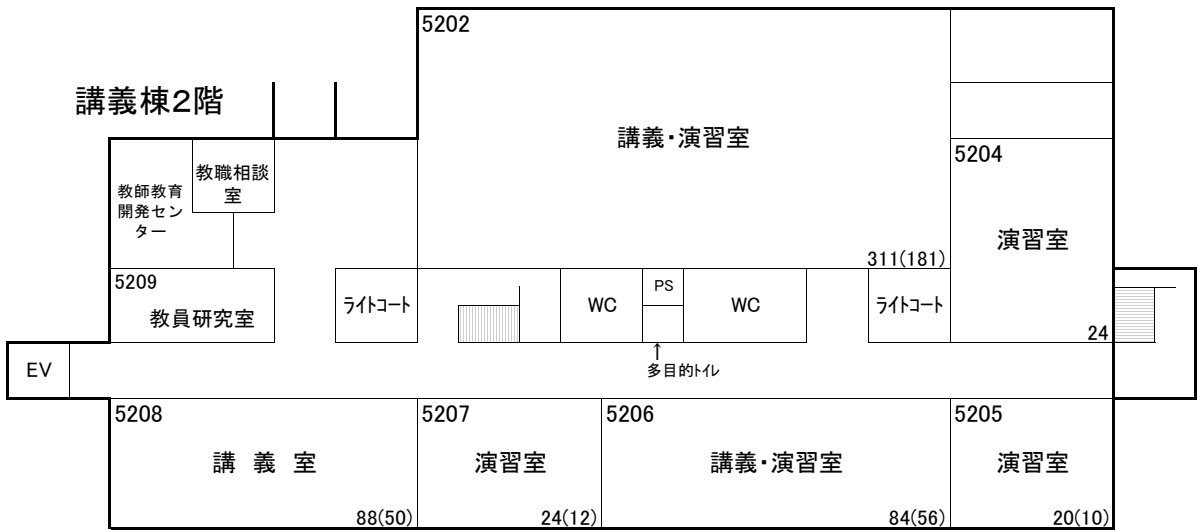 5202
講義棟2階
講義・演習室
311(181)
5204
演習室
24
教師教育
開発セン
ター
教職相談
室
5209
教員研究室
ライトコート
WC
PS
WC
ライトコート
↑
多目的トイレ
EV
5208
講 義 室
88(50)
5207
演習室
24(12)
5206
講義・演習室
84(56)
5205
演習室
20(10)